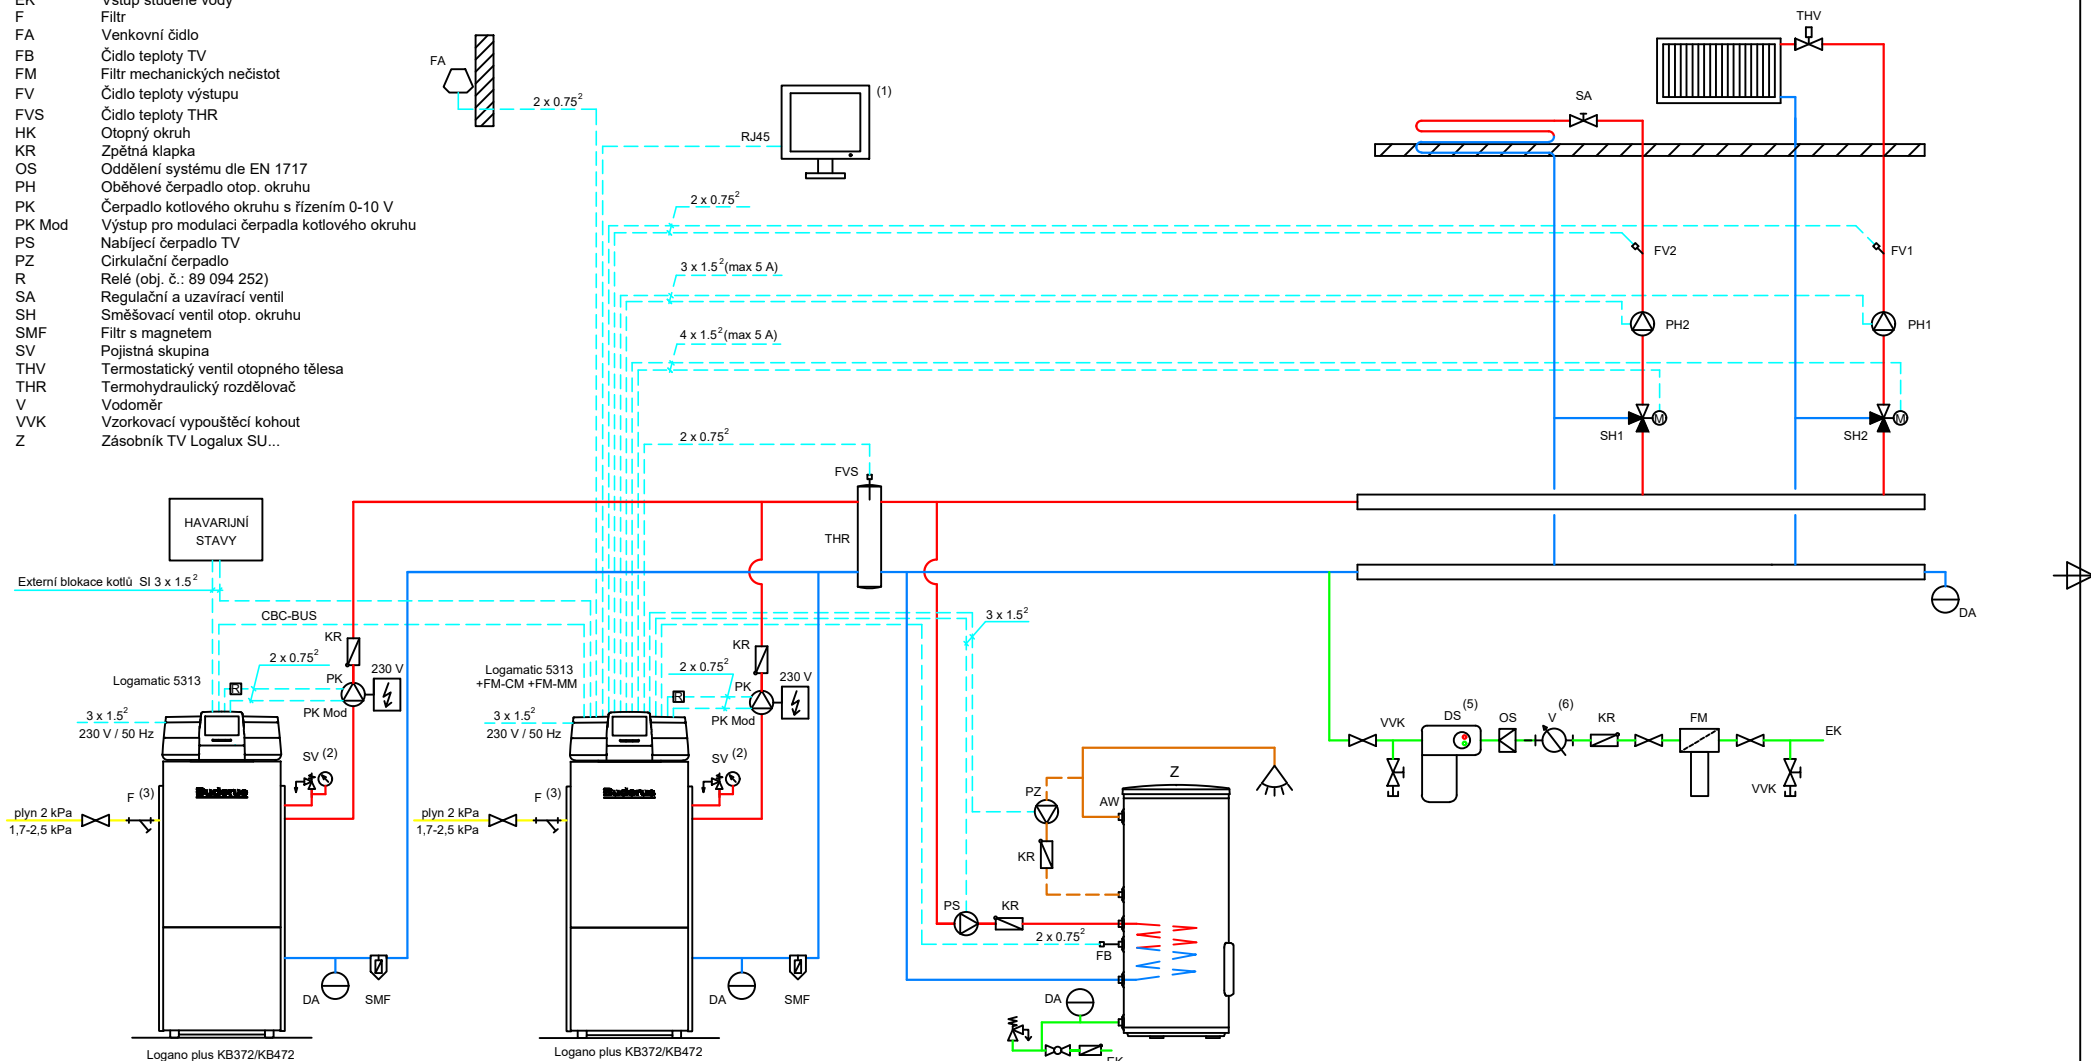 EK Vstup studené vody
F Filtr
FA Venkovní čidlo
FB Čidlo teploty TV
FM Filtr mechanických nečistot
FV Čidlo teploty výstupu
FVS Čidlo teploty THR
HK Otopný okruh
KR Zpětná klapka
OS Oddělení systému dle EN 1717
PH Oběhové čerpadlo otop. okruhu
PK Čerpadlo kotlového okruhu s řízením 0-10 V
PK Mod Výstup pro modulaci čerpadla kotlového okruhu
PS Nabíjecí čerpadlo TV
PZ Cirkulační čerpadlo
R Relé (obj. č.: 89 094 252)
SA Regulační a uzavírací ventil
SH Směšovací ventil otop. okruhu
SMF Filtr s magnetem
SV Pojistná skupina
THV Termostatický ventil otopného tělesa
THR Termohydraulický rozdělovač
V Vodoměr
VVK Vzorkovací vypouštěcí kohout
Z Zásobník TV Logalux SU...
FA
2 x 0.75²
RJ45
(1)
THV
SA
2 x 0.75²
FV2
FV1
3 x 1.5² (max 5 A)
PH2
PH1
4 x 1.5² (max 5 A)
M
M
SH1
SH2
2 x 0.75²
FVS
THR
HAVARIJNÍ
STAVY
Externí blokace kotlů SI 3 x 1.5²
CBC-BUS
KR
2 x 0.75²
230 V
Logamatic 5313
R
PK
PK Mod
3 x 1.5²
230 V / 50 Hz
SV (2)
F (3)
Buderus
plyn 2 kPa
1,7-2,5 kPa
DA
SMF
Logano plus KB372/KB472
KR
Logamatic 5313
+FM-CM +FM-MM
2 x 0.75²
230 V
R
PK
PK Mod
3 x 1.5²
230 V / 50 Hz
SV (2)
F (3)
Buderus
plyn 2 kPa
1,7-2,5 kPa
DA
SMF
Logano plus KB372/KB472
3 x 1.5²
Z
PZ
AW
KR
PS
KR
2 x 0.75²
FB
DA
EK
DA
VVK
DS (5)
OS
V (6)
KR
FM
EK
VVK